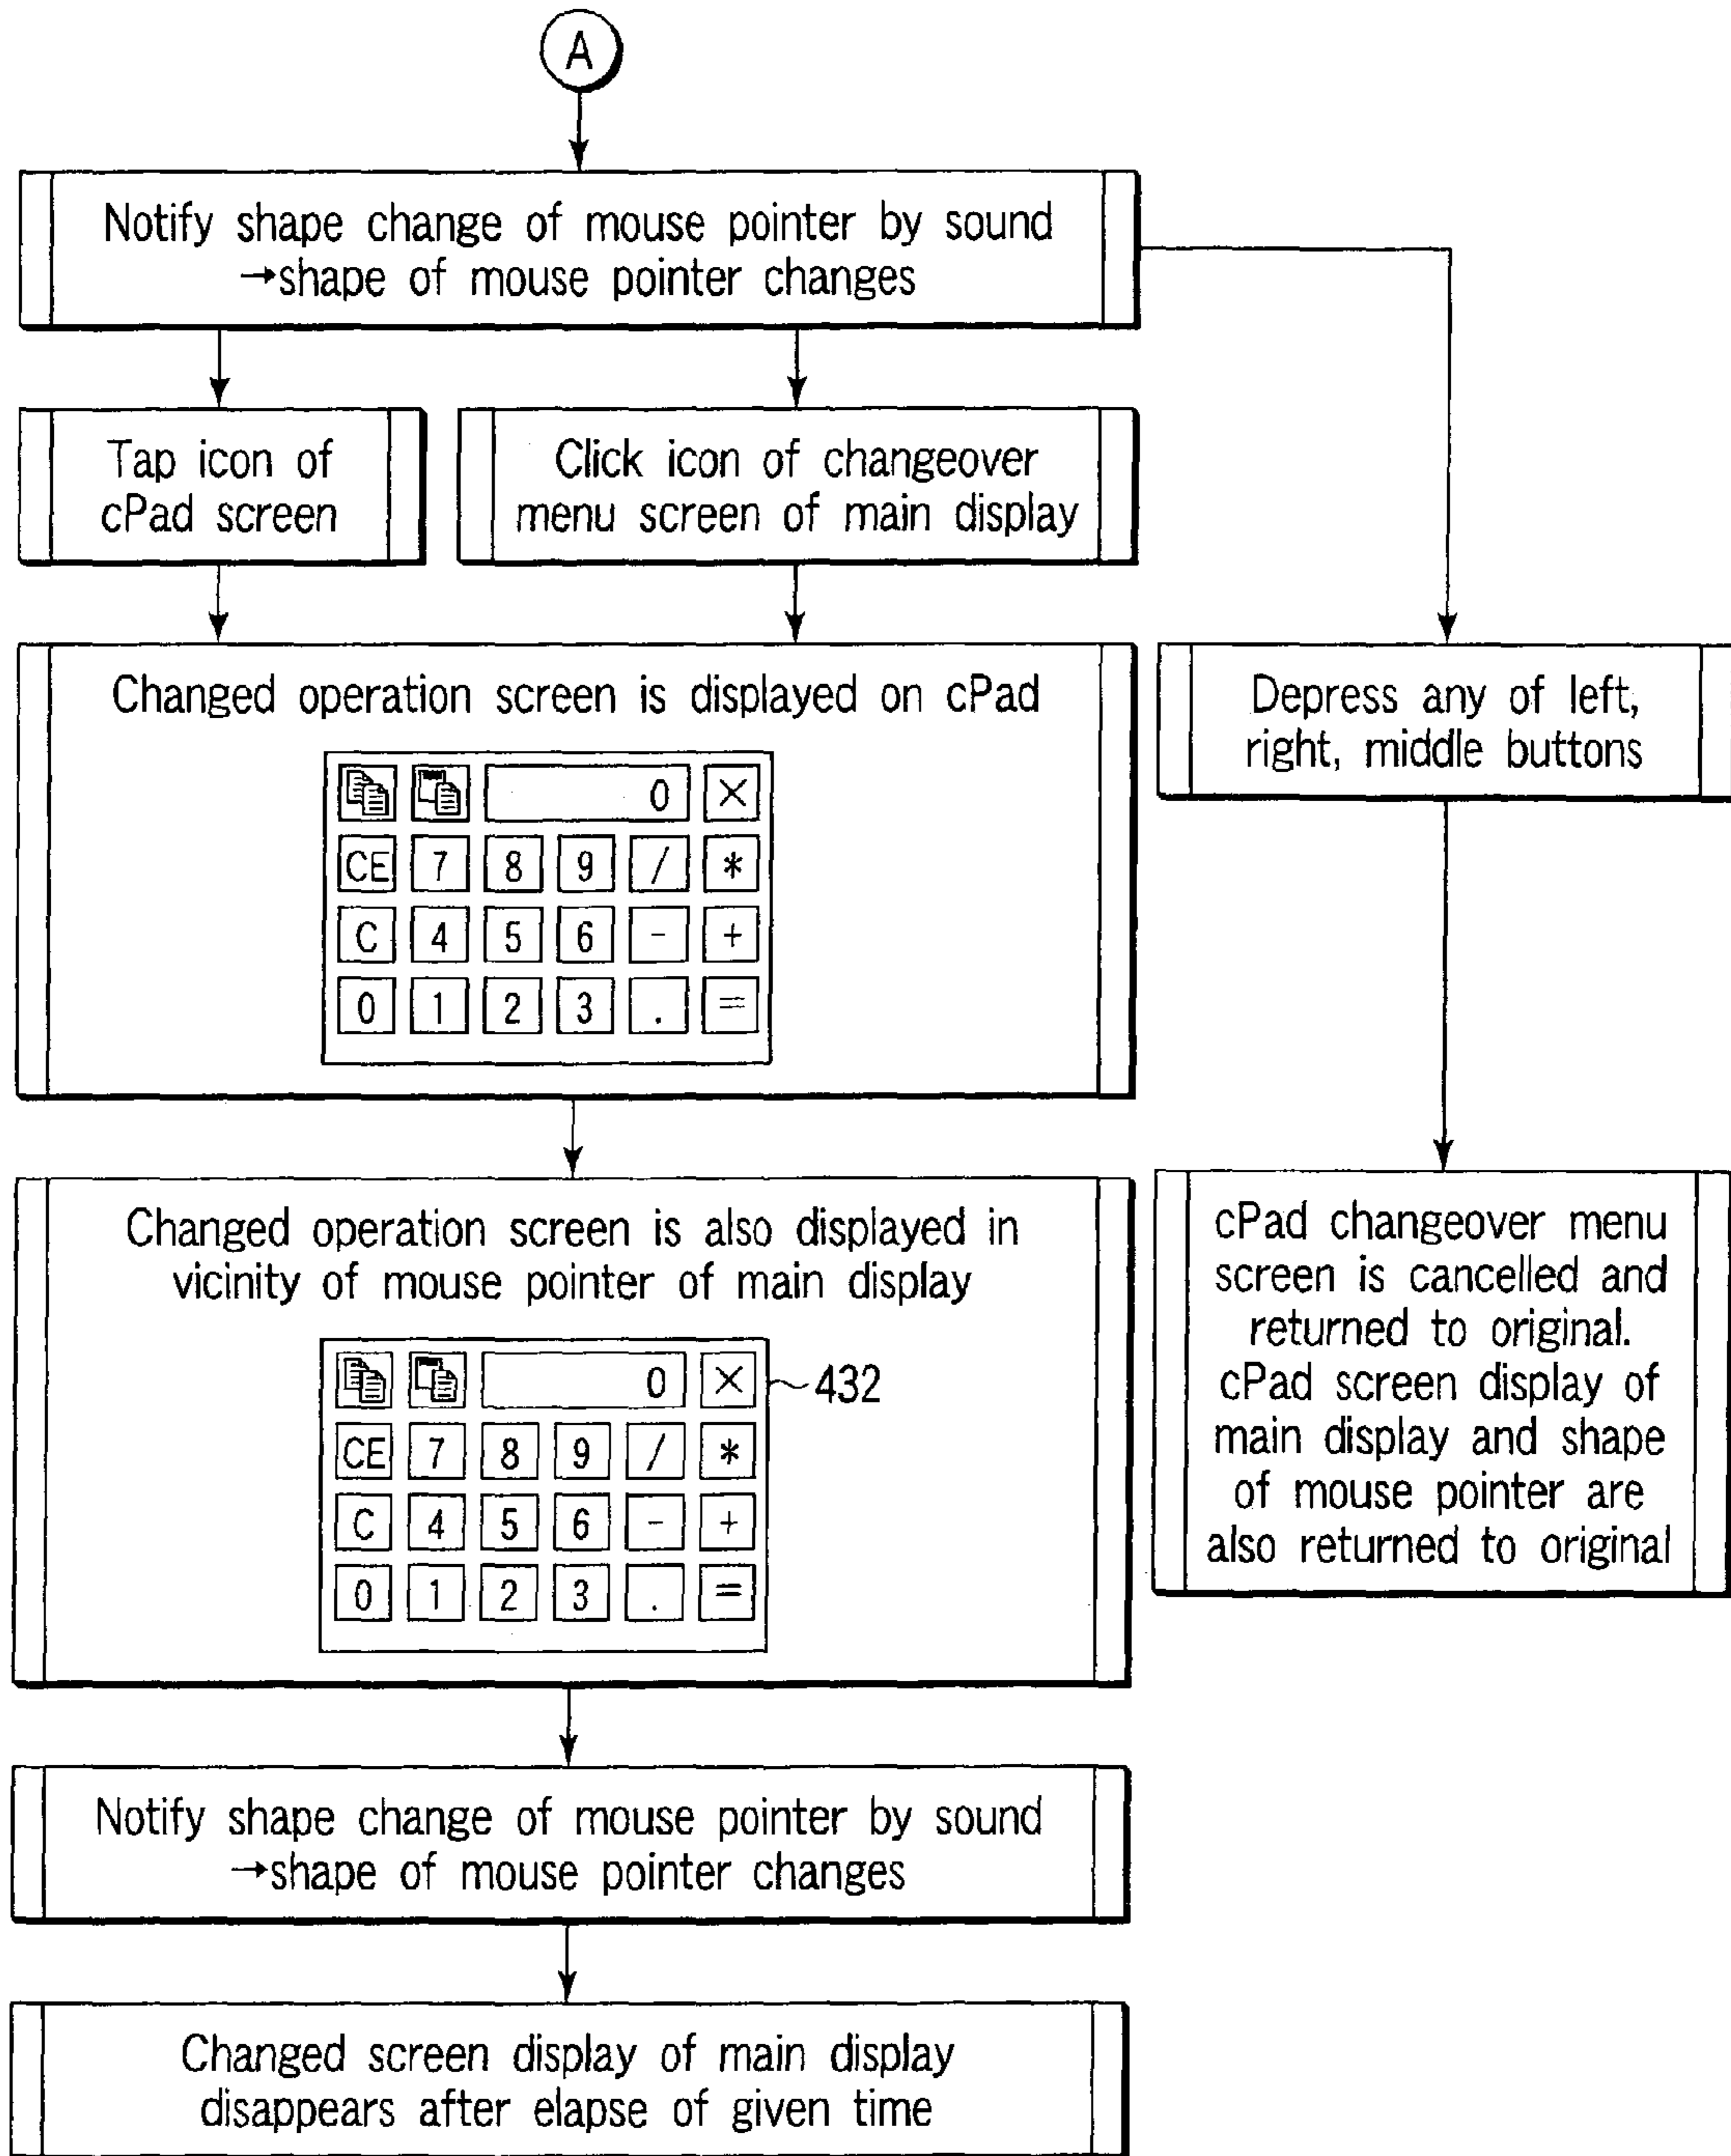 A
Notify shape change of mouse pointer by sound
→shape of mouse pointer changes
Tap icon of
cPad screen
Click icon of changeover
menu screen of main display
Changed operation screen is displayed on cPad
0 ×
CE 7 8 9 / *
C 4 5 6 - +
0 1 2 3 . =
Depress any of left,
right, middle buttons
Changed operation screen is also displayed in
vicinity of mouse pointer of main display
0 × 432
CE 7 8 9 / *
C 4 5 6 - +
0 1 2 3 . =
cPad changeover menu
screen is cancelled and
returned to original.
cPad screen display of
main display and shape
of mouse pointer are
also returned to original
Notify shape change of mouse pointer by sound
→shape of mouse pointer changes
Changed screen display of main display
disappears after elapse of given time